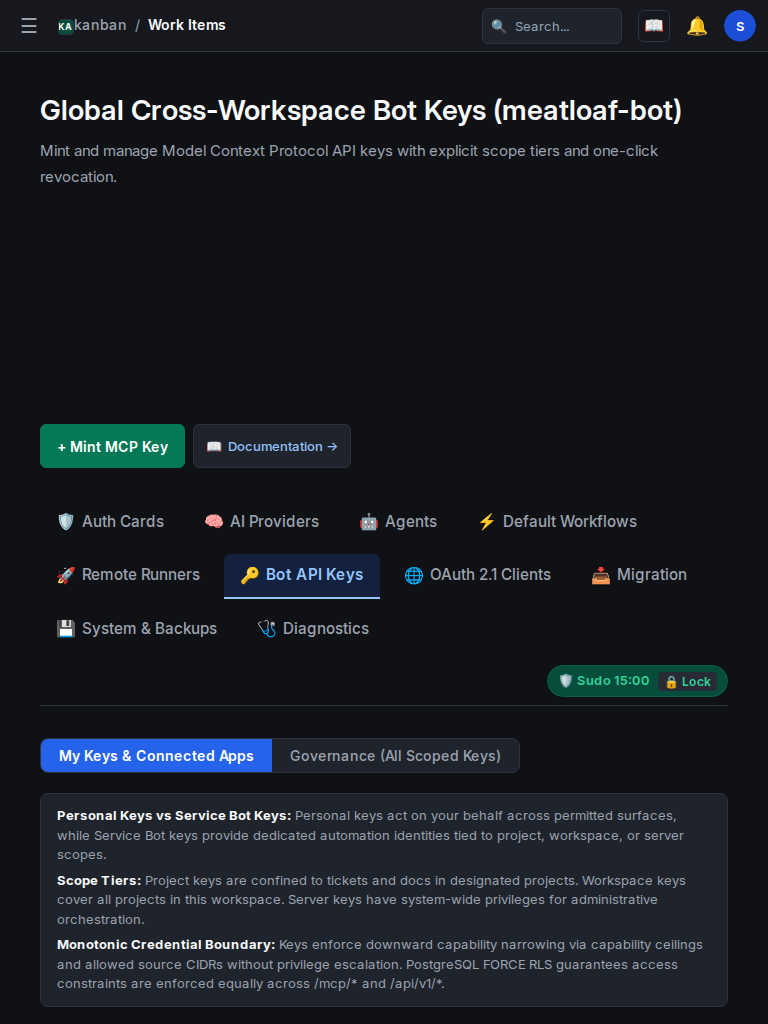 KA kanban / Work Items
Search...
S
Global Cross-Workspace Bot Keys (meatloaf-bot)
Mint and manage Model Context Protocol API keys with explicit scope tiers and one-click
revocation.
+ Mint MCP Key
Documentation →
Auth Cards
AI Providers
Agents
Default Workflows
Remote Runners
Bot API Keys
OAuth 2.1 Clients
Migration
System & Backups
Diagnostics
Sudo 15:00
Lock
My Keys & Connected Apps
Governance (All Scoped Keys)
Personal Keys vs Service Bot Keys: Personal keys act on your behalf across permitted surfaces,
while Service Bot keys provide dedicated automation identities tied to project, workspace, or server
scopes.
Scope Tiers: Project keys are confined to tickets and docs in designated projects. Workspace keys
cover all projects in this workspace. Server keys have system-wide privileges for administrative
orchestration.
Monotonic Credential Boundary: Keys enforce downward capability narrowing via capability ceilings
and allowed source CIDRs without privilege escalation. PostgreSQL FORCE RLS guarantees access
constraints are enforced equally across /mcp/* and /api/v1/*.